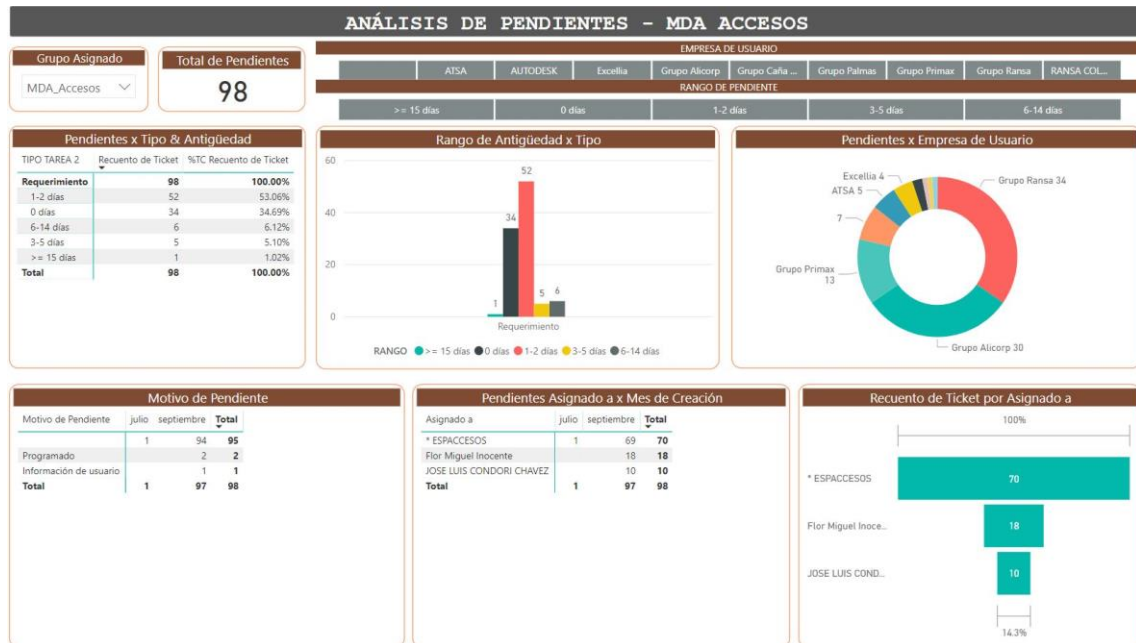 ANÁLISIS DE PENDIENTES - MDA ACCESOS
Grupo Asignado
MDA_Accesos
Total de Pendientes
98
EMPRESA DE USUARIO
ATSA AUTODESK Excellia Grupo Alicorp Grupo Caña ... Grupo Palmas Grupo Primax Grupo Ransa RANSA COL...
RANGO DE PENDIENTE
>= 15 días 0 días 1-2 días 3-5 días 6-14 días
Pendientes x Tipo & Antigüedad
TIPO TAREA 2 Recuento de Ticket %TC Recuento de Ticket
Requerimiento 98 100.00%
1-2 días 52 53.06%
0 días 34 34.69%
6-14 días 6 6.12%
3-5 días 5 5.10%
>= 15 días 1 1.02%
Total 98 100.00%
Rango de Antigüedad x Tipo
60
40
20
0
1
34
52
5
6
Requerimiento
RANGO >= 15 días 0 días 1-2 días 3-5 días 6-14 días
Pendientes x Empresa de Usuario
Excellia 4
ATSA 5
7
Grupo Primax
13
Grupo Ransa 34
Grupo Alicorp 30
Motivo de Pendiente
Motivo de Pendiente julio septiembre Total
1 94 95
Programado 2 2
Información de usuario 1 1
Total 1 97 98
Pendientes Asignado a x Mes de Creación
Asignado a julio septiembre Total
* ESPACCESOS 1 69 70
Flor Miguel Inocente 18 18
JOSE LUIS CONDORI CHAVEZ 10 10
Total 1 97 98
Recuento de Ticket por Asignado a
100%
* ESPACCESOS 70
Flor Miguel Inoce... 18
JOSE LUIS COND... 10
14.3%